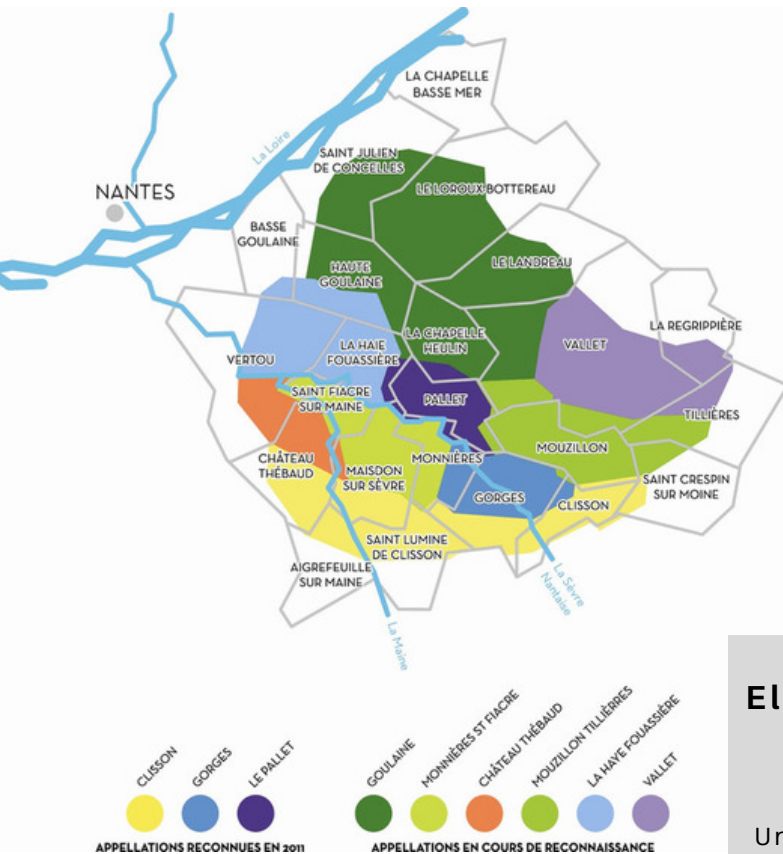 LA CHAPELLE
BASSE MER
La Loire
SAINT JULIEN
DE CONCELLES
NANTES
LE LOROUX-BOTTEREAU
BASSE
GOULAINE
LE LANDREAU
HAUTE
GOULAINE
LA REGRIPPIÈRE
LA CHAPELLE
HEULIN
VALLET
LA HAIE
FOUASSIÈRE
VERTOU
SAINT FIACRE
SUR MAINE
PALLET
TILLIÈRES
MOUZILLON
CHÂTEAU
THÉBAUD
MONNIÈRES
MAISDON
SUR SÈVRE
SAINT CRESPIN
SUR MOINE
GORGES
CLISSON
SAINT LUMINE
DE CLISSON
AIGREFEUILLE
SUR MAINE
La Sèvre
Nantaise
La Maine
El
CLISSON
GORGES
LE PALLET
GOULAINE
MONNIÈRES ST FIACRE
CHÂTEAU THÉBAUD
MOUZILLON TILLIÈRRES
LA HAYE FOUASSIÈRE
VALLET
Un
APPELLATIONS RECONNUES EN 2011
APPELLATIONS EN COURS DE RECONNAISSANCE